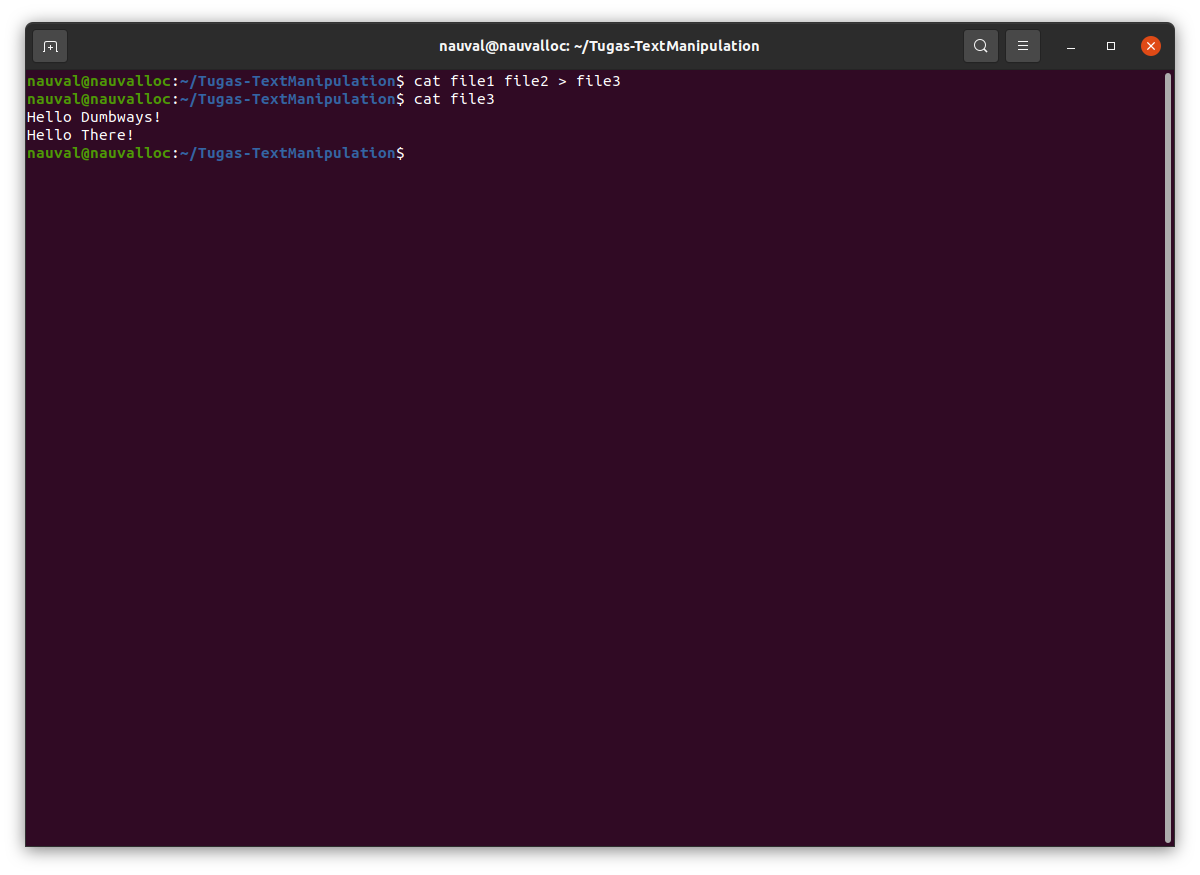 nauval@nauvalloc: ~/Tugas-TextManipulation
nauval@nauvalloc:~/Tugas-TextManipulation$ cat file1 file2 > file3
nauval@nauvalloc:~/Tugas-TextManipulation$ cat file3
Hello Dumbways!
Hello There!
nauval@nauvalloc:~/Tugas-TextManipulation$